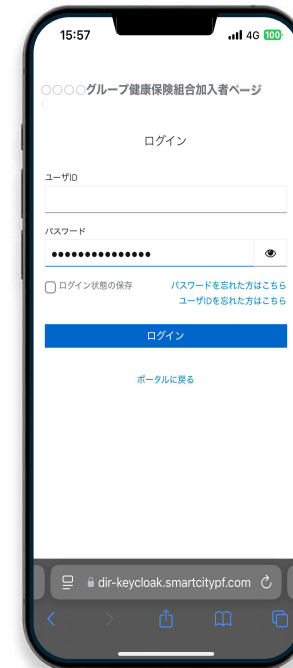 15:57
4G 100
○○○○グループ健康保険組合加入者ページ
ログイン
ユーザID
パスワード
●●●●●●●●●●●●●●●
ログイン状態の保存
パスワードを忘れた方はこちら
ユーザIDを忘れた方はこちら
ログイン
ポータルに戻る
dir-keycloak.smartcitypf.com